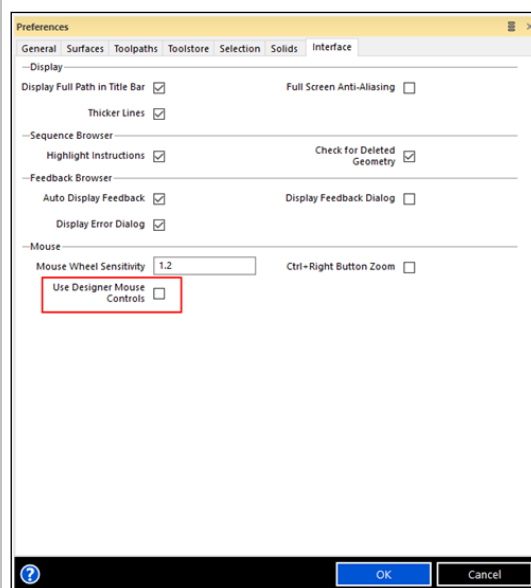 Preferences
General Surfaces Toolpaths Toolstore Selection Solids Interface
Display
Display Full Path in Title Bar Full Screen Anti-Aliasing
Thicker Lines
Sequence Browser
Highlight Instructions Check for Deleted
Geometry
Feedback Browser
Auto Display Feedback Display Feedback Dialog
Display Error Dialog
Mouse
Mouse Wheel Sensitivity 1.2 Ctrl+Right Button Zoom
Use Designer Mouse
Controls
? OK Cancel